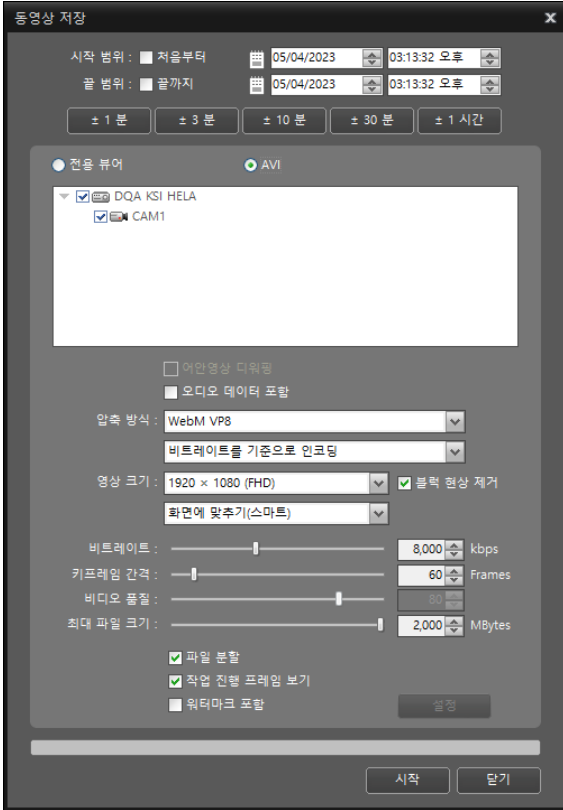 동영상 저장 x
시작 범위 : 처음부터 05/04/2023 03:13:32 오후
끝 범위 : 끝까지 05/04/2023 03:13:32 오후
± 1 분 ± 3 분 ± 10 분 ± 30 분 ± 1 시간
전용 뷰어 AVI
DQA KSI HELA
CAM1
어안영상 디워핑
오디오 데이터 포함
압축 방식 : WebM VP8
비트레이트를 기준으로 인코딩
영상 크기 : 1920 × 1080 (FHD) 블럭 현상 제거
화면에 맞추기(스마트)
비트레이트 : 8,000 kbps
키프레임 간격 : 60 Frames
비디오 품질 : 80
최대 파일 크기 : 2,000 MBytes
파일 분할
작업 진행 프레임 보기
워터마크 포함 설정
시작 닫기